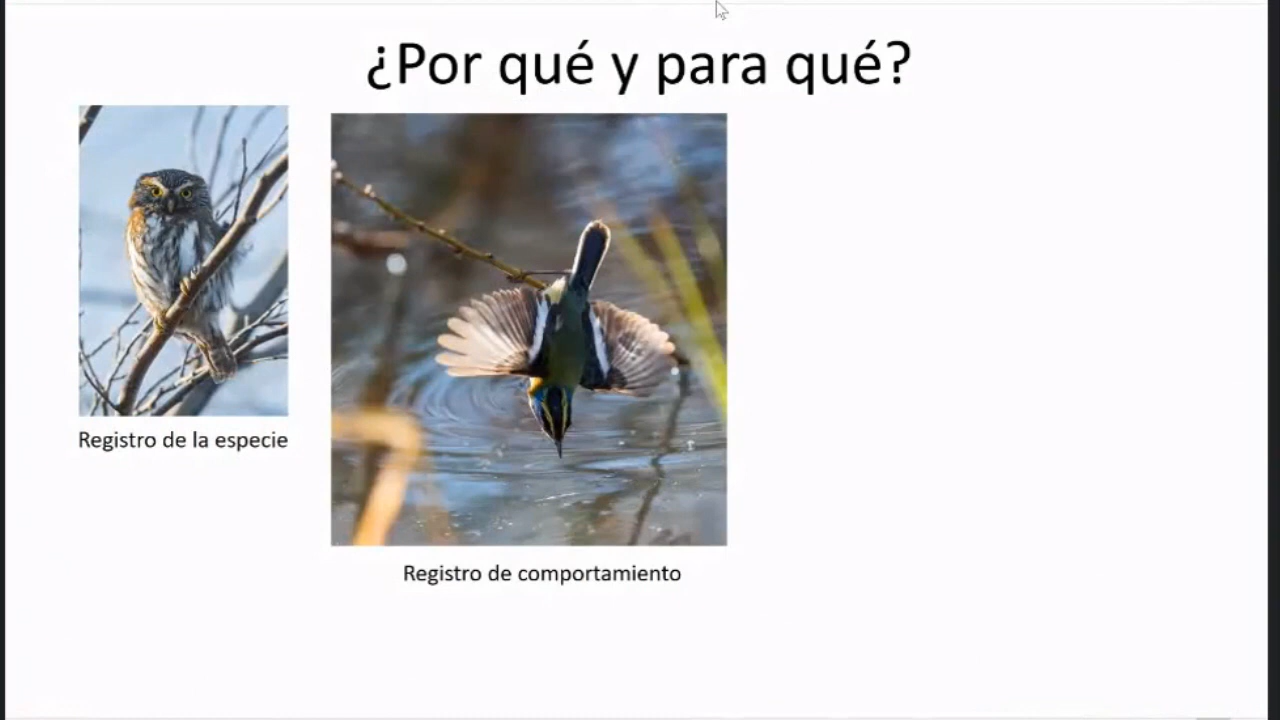 ¿Por qué y para qué?
Registro de la especie
Registro de comportamiento